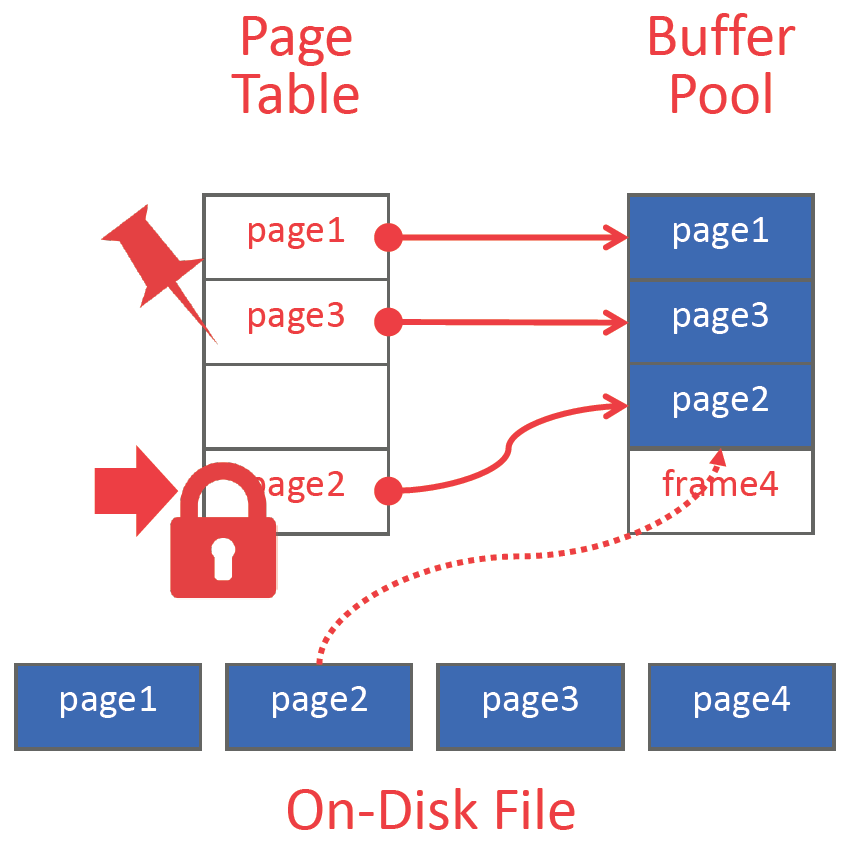 Page
Table
Buffer
Pool
page1
page3
page2
page1
page3
page2
frame4
page1
page2
page3
page4
On-Disk File